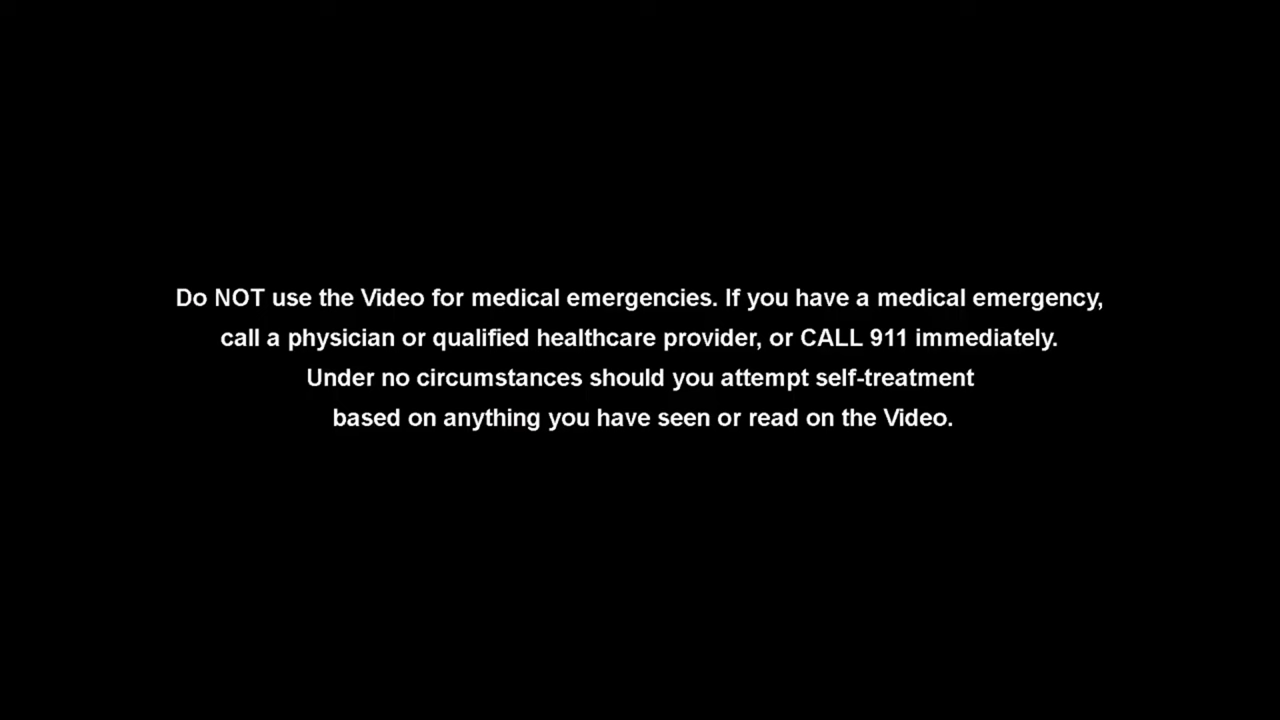 Do NOT use the Video for medical emergencies. If you have a medical emergency,
call a physician or qualified healthcare provider, or CALL 911 immediately.
Under no circumstances should you attempt self-treatment
based on anything you have seen or read on the Video.